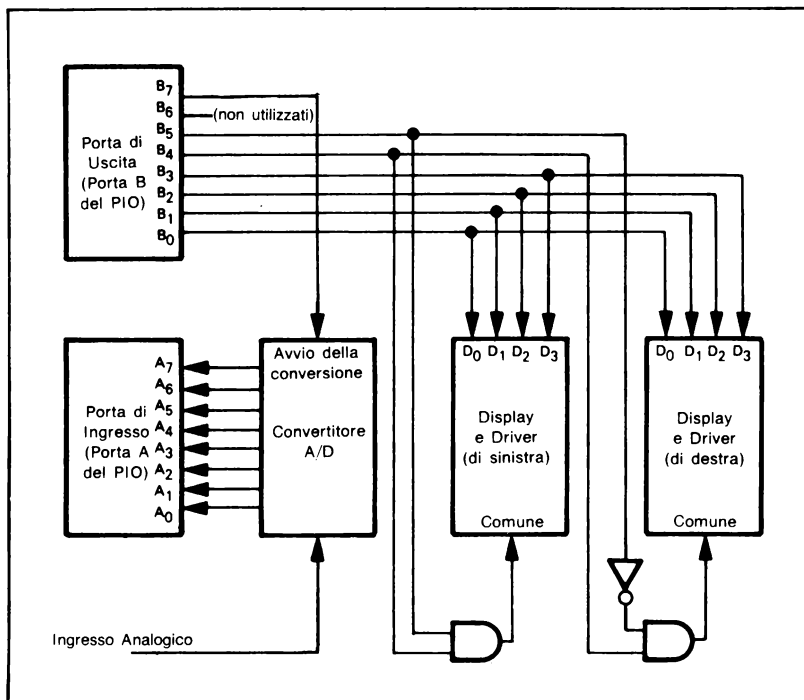 Porta di
Uscita
(Porta B
del PIO)
B7
B6
B5
B4
B3
B2
B1
B0
(non utilizzati)
Porta di
Ingresso
(Porta A
del PIO)
A7
A6
A5
A4
A3
A2
A1
A0
Avvio della
conversione
Convertitore
A/D
D0 D1 D2 D3
Display
e Driver
(di sinistra)
Comune
D0 D1 D2 D3
Display
e Driver
(di destra)
Comune
Ingresso Analogico